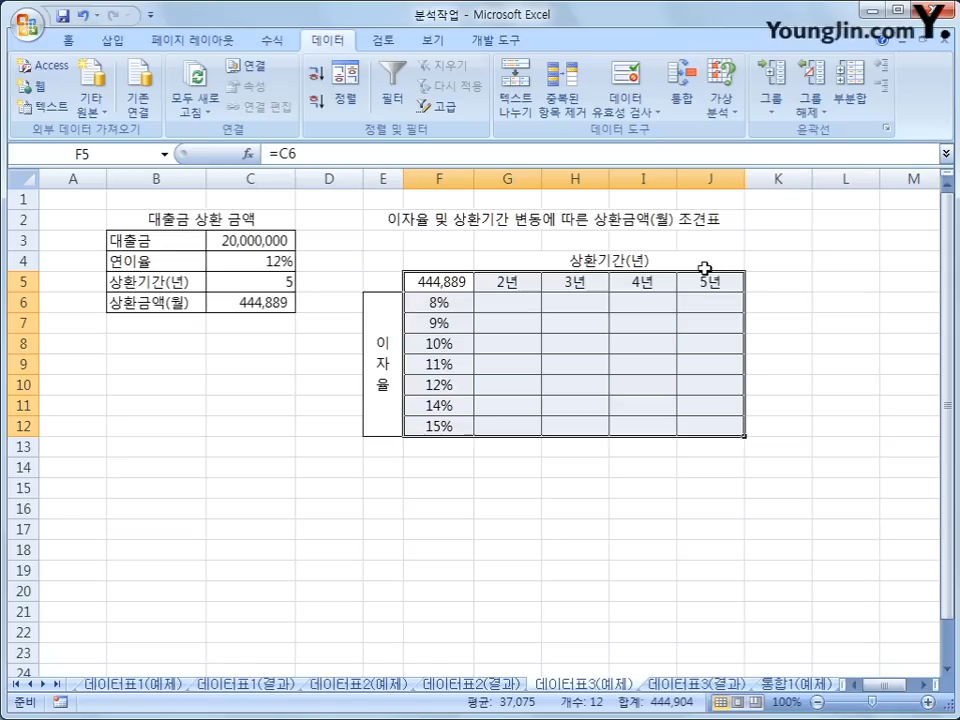 분석작업 - Microsoft Excel
YoungJin.com Y.
홈 삽입 페이지 레이아웃 수식 데이터 검토 보기 개발 도구
Access 웹 텍스트 기타 원본 기존 연결
모두 새로 고침 연결 속성 연결 편집
정렬 필터 지우기 다시 적용 고급
텍스트 나누기 중복된 항목 제거 데이터 유효성 검사 통합 가상 분석
그룹 그룹 해제 부분합
외부 데이터 가져오기 연결 정렬 및 필터 데이터 도구 윤곽선
F5 fx =C6
A B C D E F G H I J K L M
1
2 대출금 상환 금액 이자율 및 상환기간 변동에 따른 상환금액(월) 조견표
3 대출금 20,000,000
4 연이율 12% 상환기간(년)
5 상환기간(년) 5 444,889 2년 3년 4년 5년
6 상환금액(월) 444,889 8%
7 9%
8 이 10%
9 자 11%
10 율 12%
11 14%
12 15%
13
14
15
16
17
18
19
20
21
22
23
24
데이터표1(예제) 데이터표1(결과) 데이터표2(예제) 데이터표2(결과) 데이터표3(예제) 데이터표3(결과) 통합1(예제)
준비 평균: 37,075 개수: 12 합계: 444,904 100%